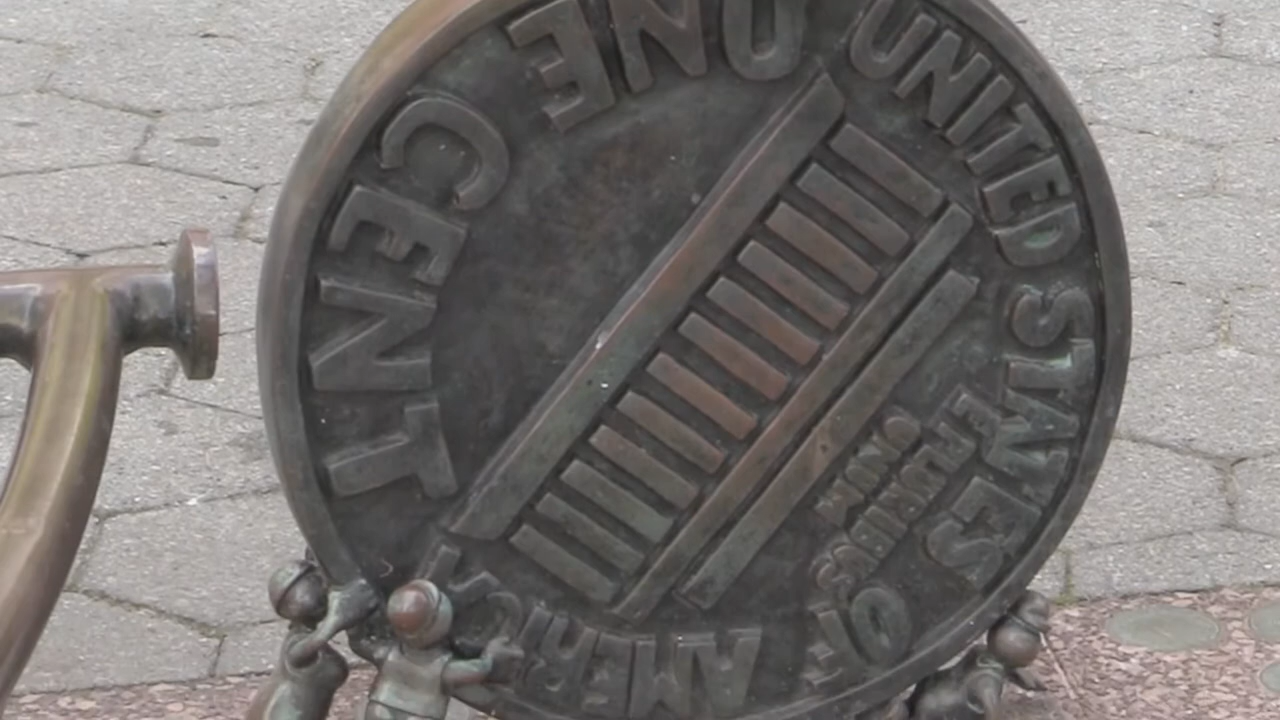 UNITED STATES
OF AMERICA
E PLURIBUS
UNUM
ONE CENT